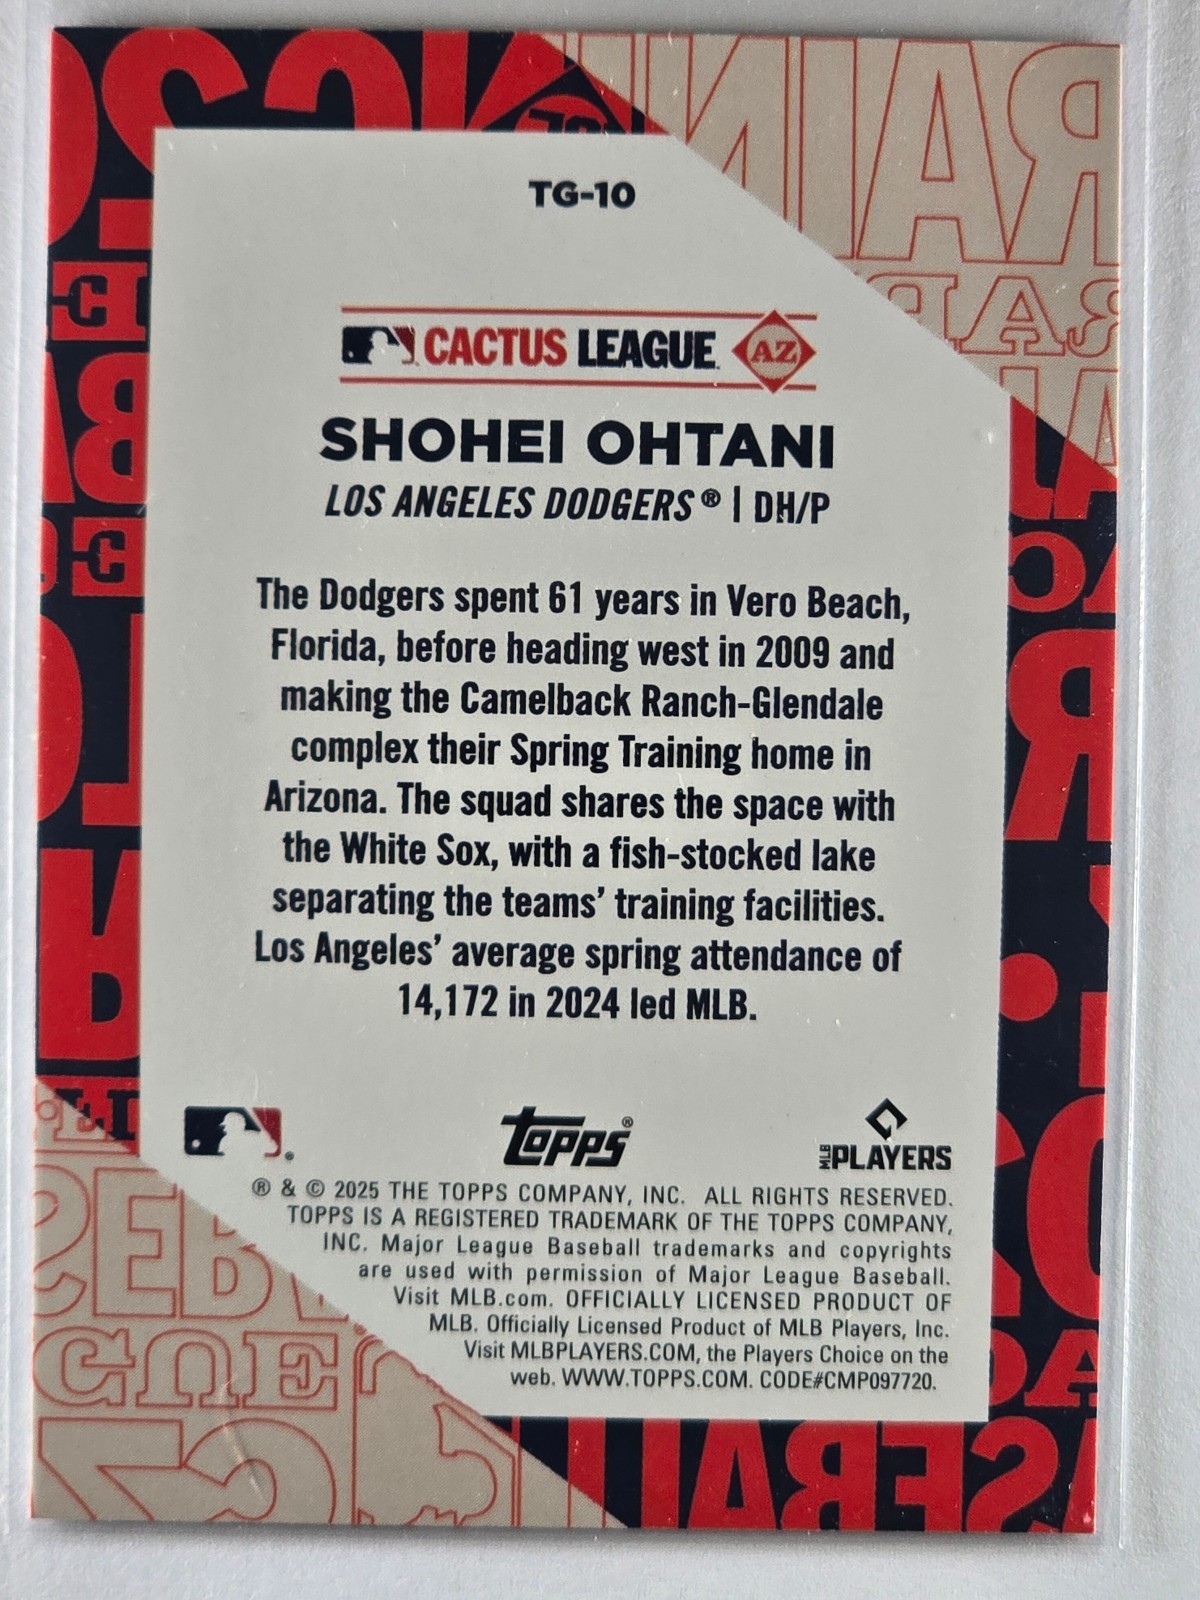 TG-10
CACTUS LEAGUE AZ
SHOHEI OHTANI
LOS ANGELES DODGERS® | DH/P
The Dodgers spent 61 years in Vero Beach,
Florida, before heading west in 2009 and
making the Camelback Ranch-Glendale
complex their Spring Training home in
Arizona. The squad shares the space with
the White Sox, with a fish-stocked lake
separating the teams’ training facilities.
Los Angeles’ average spring attendance of
14,172 in 2024 led MLB.
Topps®
MLB PLAYERS
® & © 2025 THE TOPPS COMPANY, INC. ALL RIGHTS RESERVED.
TOPPS IS A REGISTERED TRADEMARK OF THE TOPPS COMPANY,
INC. Major League Baseball trademarks and copyrights
are used with permission of Major League Baseball.
Visit MLB.com. OFFICIALLY LICENSED PRODUCT OF
MLB. Officially Licensed Product of MLB Players, Inc.
Visit MLBPLAYERS.COM, the Players Choice on the
web. WWW.TOPPS.COM. CODE#CMP097720.